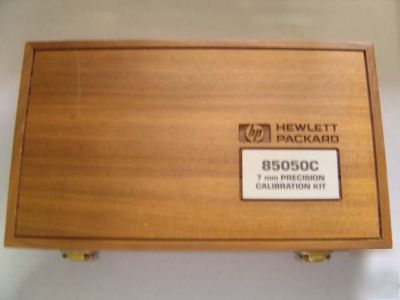 hp HEWLETT
PACKARD
85050C
7 mm PRECISION
CALIBRATION KIT